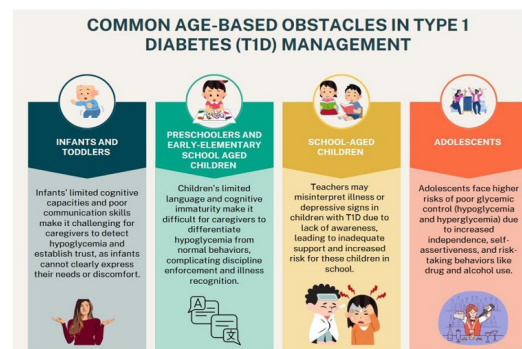 COMMON AGE-BASED OBSTACLES IN TYPE 1
DIABETES (T1D) MANAGEMENT
INFANTS AND
TODDLERS
Infants' limited cognitive
capacities and poor
communication skills
make it challenging for
caregivers to detect
hypoglycemia and
establish trust, as infants
cannot clearly express
their needs or discomfort.
PRESCHOOLERS AND
EARLY-ELEMENTARY
SCHOOL AGED
CHILDREN
Children's limited
language and cognitive
immaturity make it
difficult for caregivers to
differentiate
hypoglycemia from
normal behaviors,
complicating discipline
enforcement and illness
recognition.
A
文
SCHOOL-AGED
CHILDREN
Teachers may
misinterpret illness or
depressive signs in
children with T1D due to
lack of awareness,
leading to inadequate
support and increased
risk for these children in
school.
ADOLESCENTS
Adolescents face higher
risks of poor glycemic
control (hypoglycemia and
hyperglycemia) due to
increased
independence, self-
assertiveness, and risk-
taking behaviors like
drug and alcohol use.